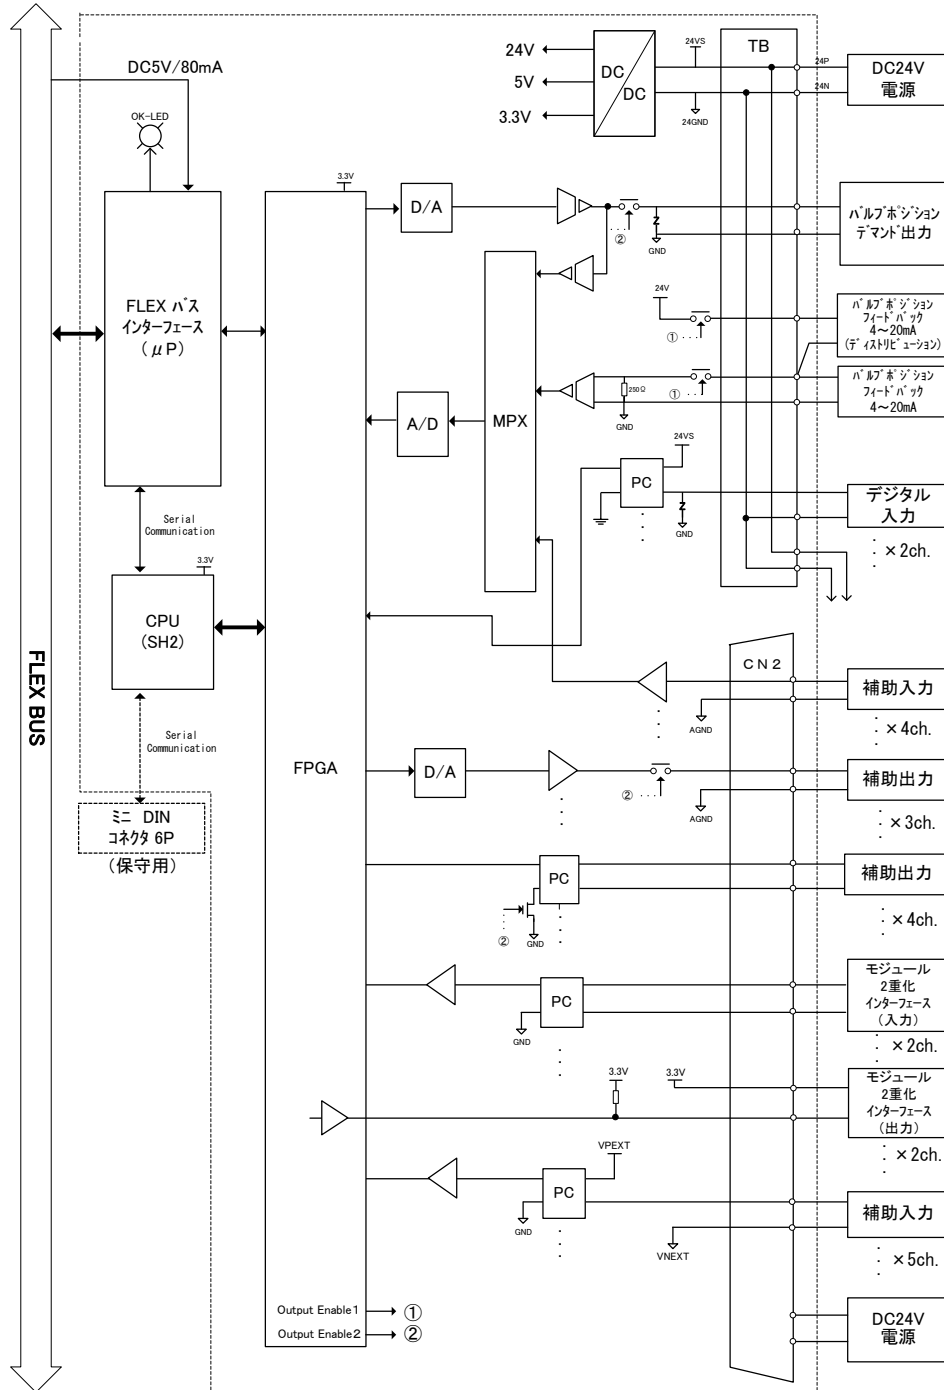 DC5V/80mA
OK-LED
24V
5V
3.3V
DC
DC
24VS
24GND
TB
24P
24N
DC24V
電源
3.3V
D/A
②
GND
バルブポジション
デマンド出力
FLEX バス
インターフェース
(μP)
24V
①
バルブポジション
フィードバック
4～20mA
(ディストリビューション)
MPX
A/D
250Ω
GND
①
バルブポジション
フィードバック
4～20mA
24VS
PC
GND
デジタル
入力
×2ch.
Serial
Communication
3.3V
CPU
(SH2)
FLEX BUS
CN2
AGND
補助入力
×4ch.
Serial
Communication
FPGA
D/A
②
AGND
補助出力
×3ch.
ミニ DIN
コネクタ 6P
(保守用)
PC
②
GND
補助出力
×4ch.
PC
GND
モジュール
2重化
インターフェース
(入力)
×2ch.
3.3V
3.3V
モジュール
2重化
インターフェース
(出力)
×2ch.
VPEXT
PC
GND
VNEXT
補助入力
×5ch.
Output Enable1
①
Output Enable2
②
DC24V
電源